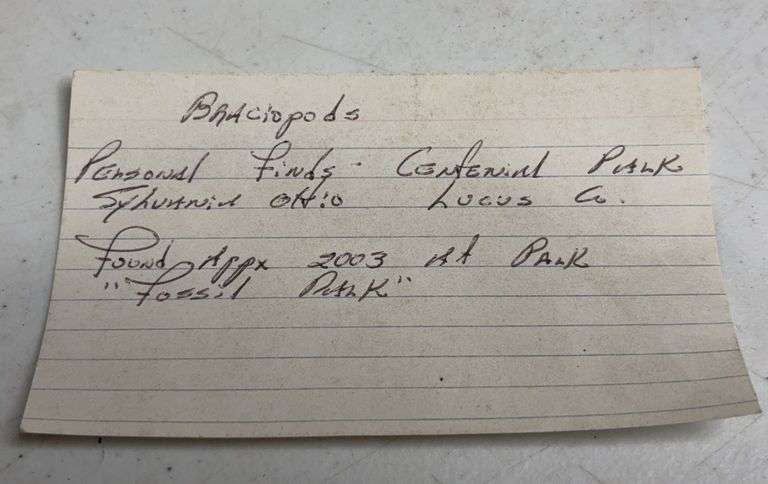 Braciopods
Personal Finds - Centenial Park
Sylvania Ohio Lucus Co.
Found Appx 2003 At Park
"Fossil Park"